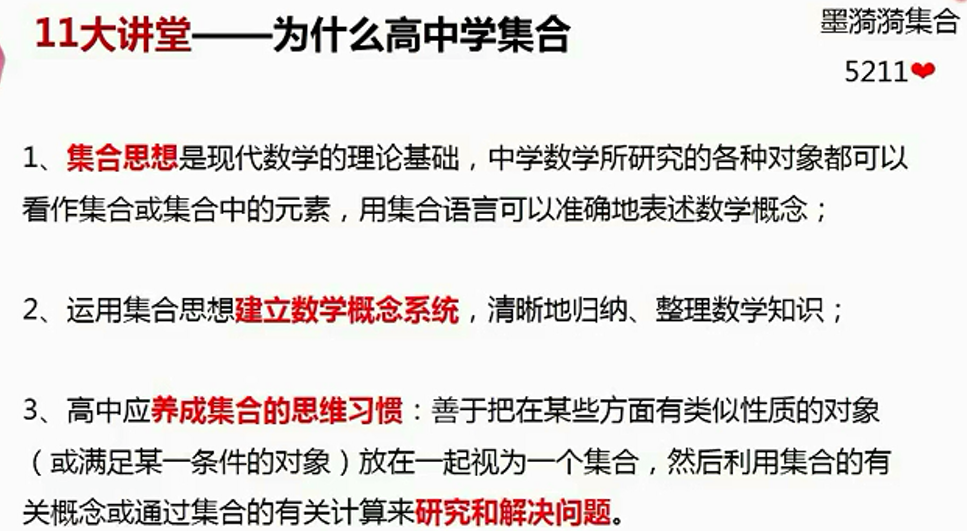 11大讲堂——为什么高中学集合
墨漪漪集合
5211❤
1、集合思想是现代数学的理论基础，中学数学所研究的各种对象都可以
看作集合或集合中的元素，用集合语言可以准确地表述数学概念；
2、运用集合思想建立数学概念系统，清晰地归纳、整理数学知识；
3、高中应养成集合的思维习惯：善于把在某些方面有类似性质的对象
（或满足某一条件的对象）放在一起视为一个集合，然后利用集合的有
关概念或通过集合的有关计算来研究和解决问题。